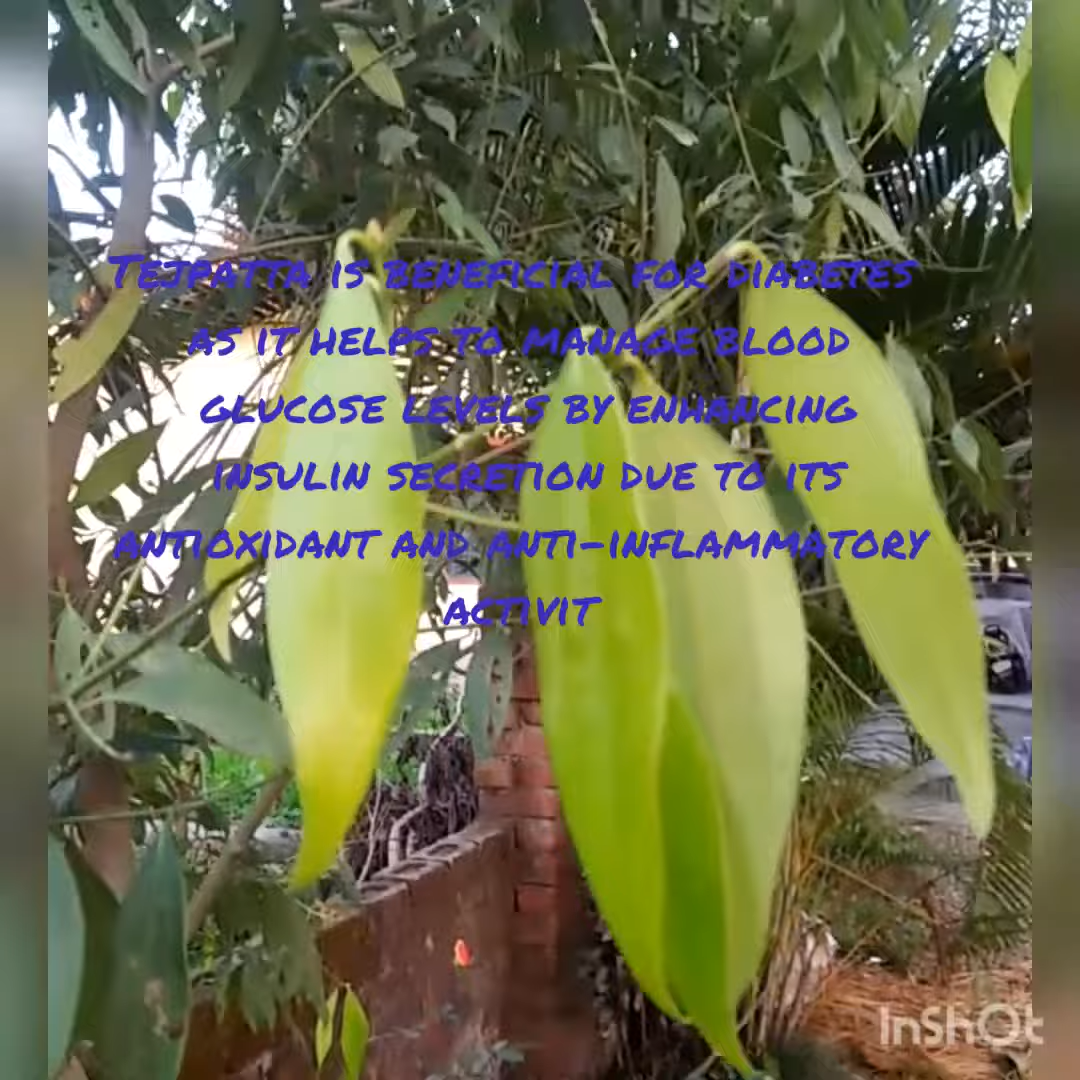 Tejpatta is beneficial for diabetes
as it helps to manage blood
glucose levels by enhancing
insulin secretion due to its
antioxidant and anti-inflammatory
activit
InShOt